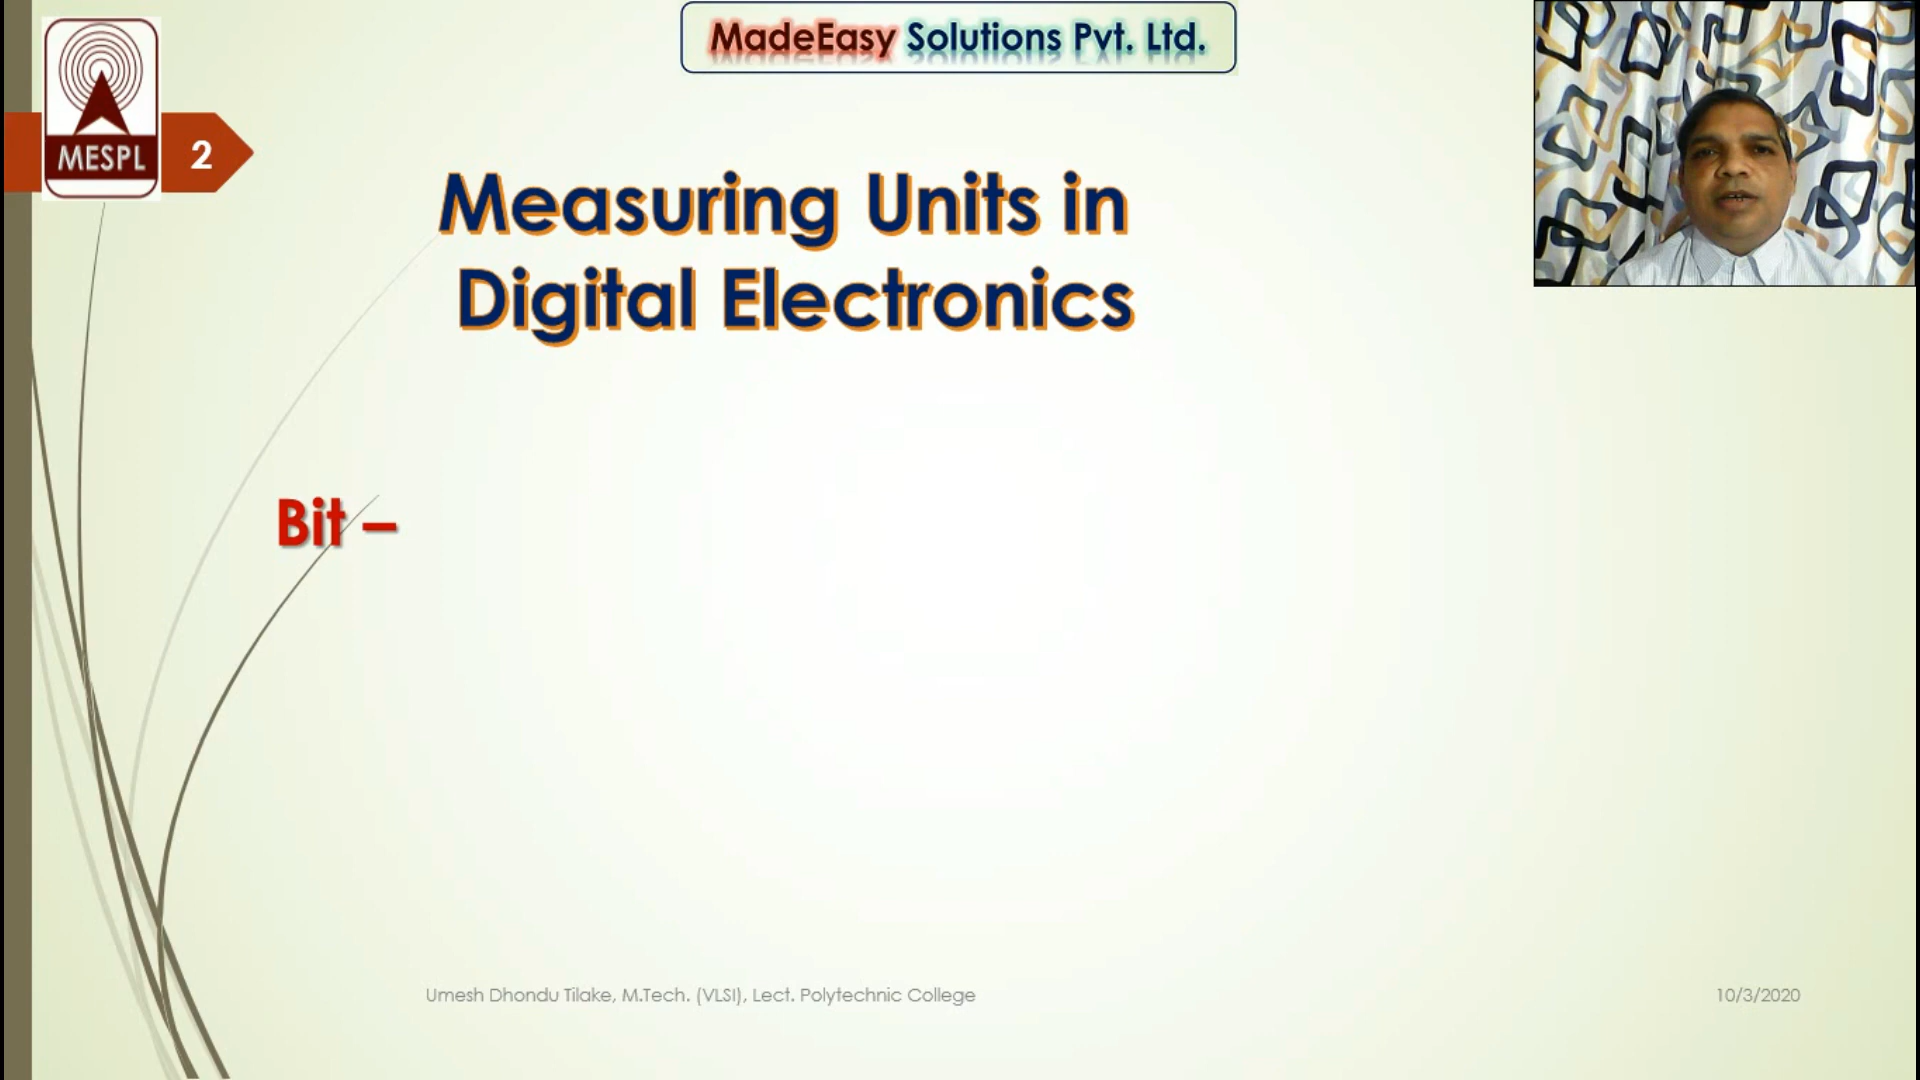 MadeEasy Solutions Pvt. Ltd.
MESPL
2
Measuring Units in
Digital Electronics
Bit –
Umesh Dhondu Tilake, M.Tech. (VLSI), Lect. Polytechnic College
10/3/2020